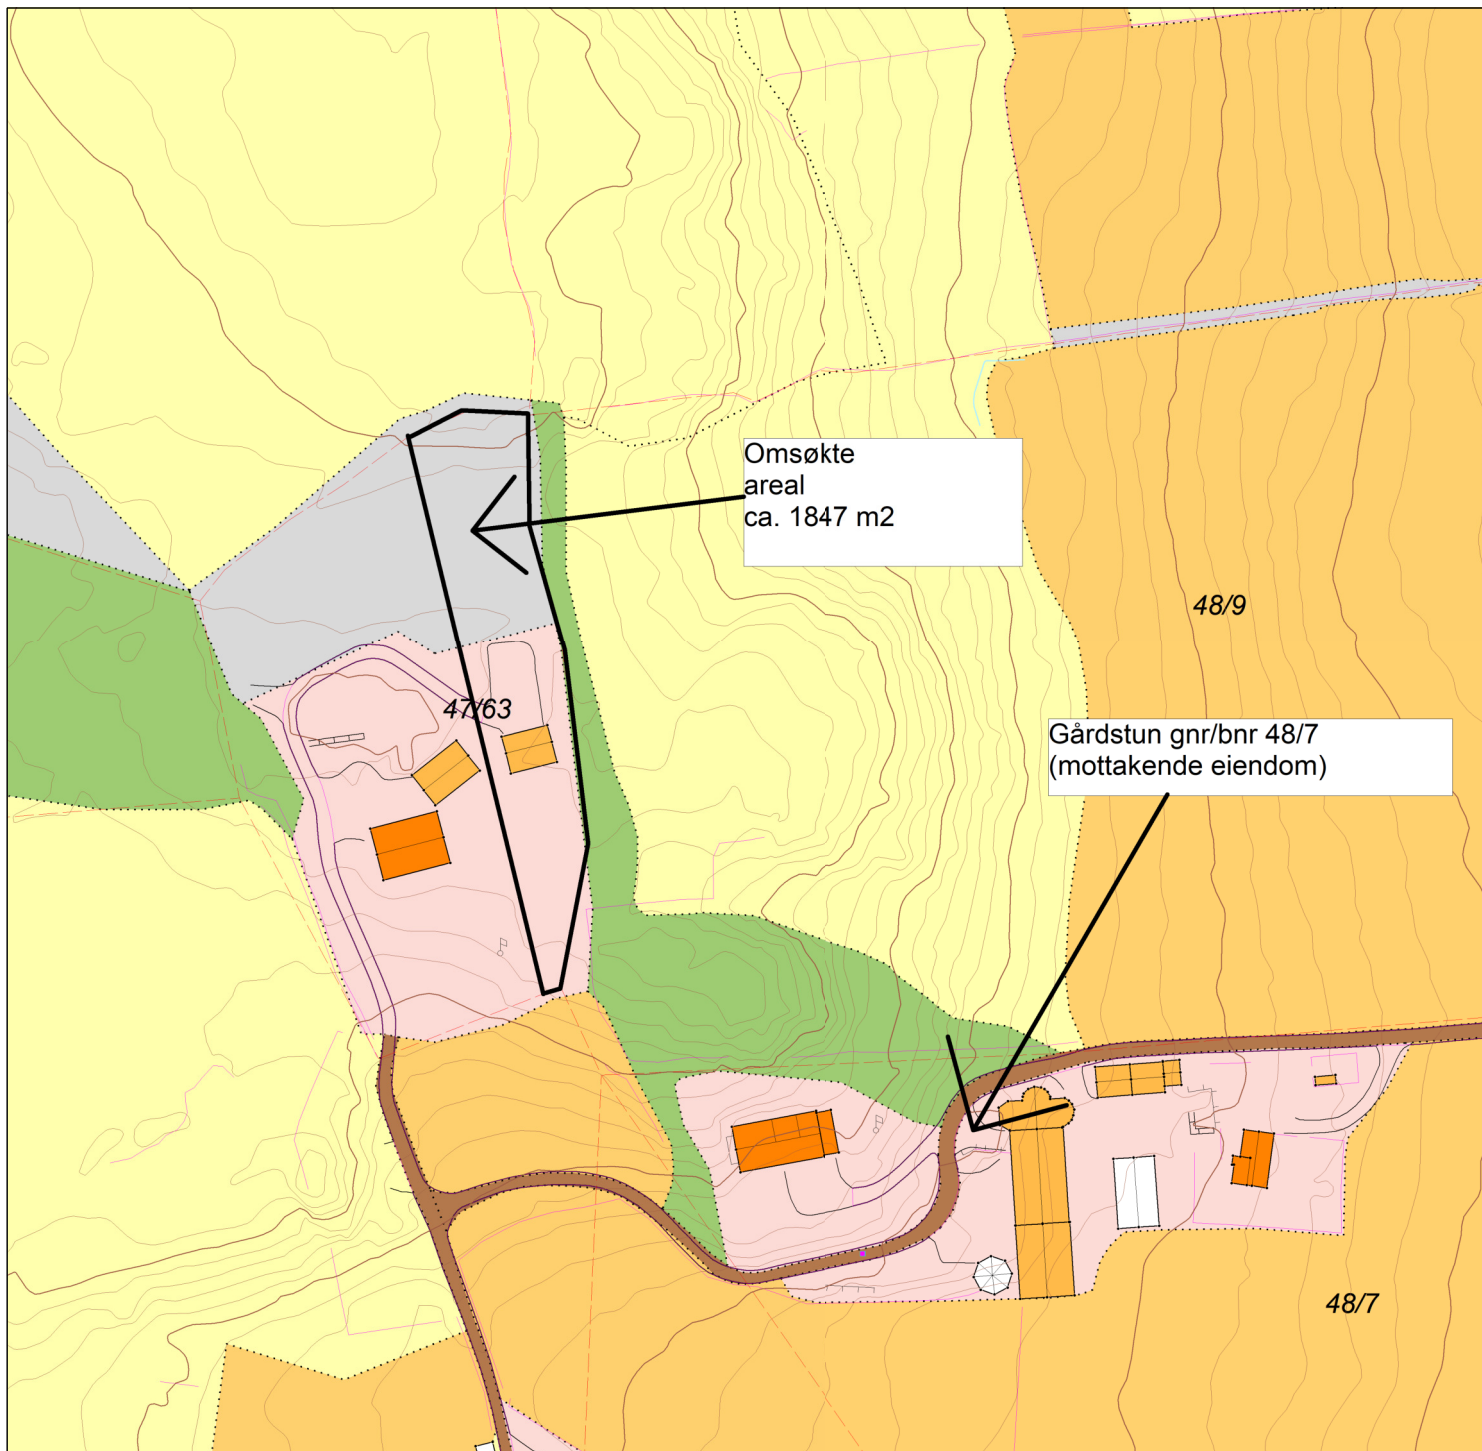 Omsøkte
areal
ca. 1847 m2
48/9
47/63
Gårdstun gnr/bnr 48/7
(mottakende eiendom)
48/7